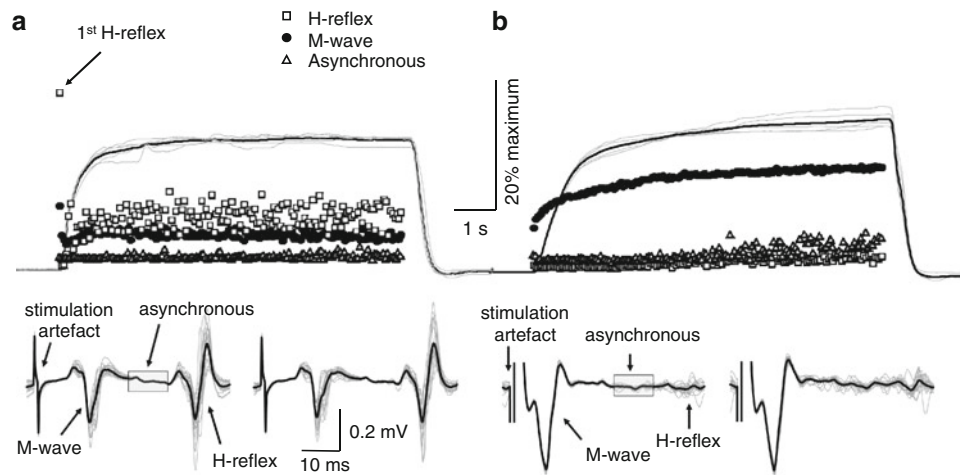 a
1st H-reflex
H-reflex
M-wave
Asynchronous
b
20% maximum
1 s
stimulation
artefact
asynchronous
M-wave
H-reflex
0.2 mV
10 ms
stimulation
artefact
asynchronous
M-wave
H-reflex